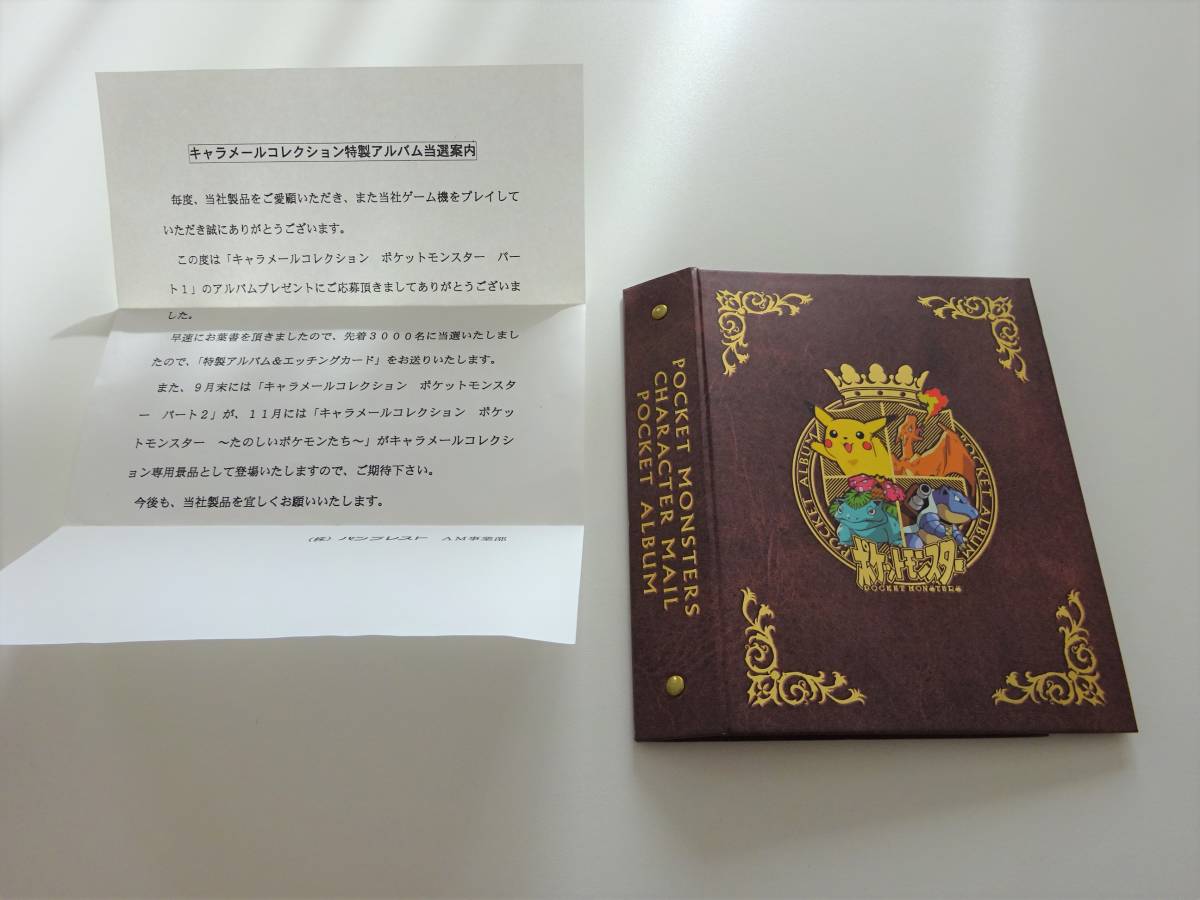 キャラメールコレクション特製アルバム当選案内
毎度、当社製品をご愛顧いただき、また当社ゲーム機をプレイして
いただき誠にありがとうございます。
この度は「キャラメールコレクション　ポケットモンスター　パー
ト1」のアルバムプレゼントにご応募頂きましてありがとうございま
した。
早速にお葉書を頂きましたので、先着３０００名に当選いたしまし
たので、「特製アルバム＆エッチングカード」をお送りいたします。
また、９月末には「キャラメールコレクション　ポケットモンスタ
ー　パート２」が、１１月には「キャラメールコレクション　ポケッ
トモンスター　～たのしいポケモンたち～」がキャラメールコレクシ
ョン専用景品として登場いたしますので、ご期待下さい。
今後も、当社製品を宜しくお願いいたします。
（株）バンプレスト　ＡＭ事業部
POCKET MONSTERS
CHARACTER MAIL
POCKET ALBUM
POCKET ALBUM
POCKET ALBUM
ポケットモンスター
POCKET MONSTERS